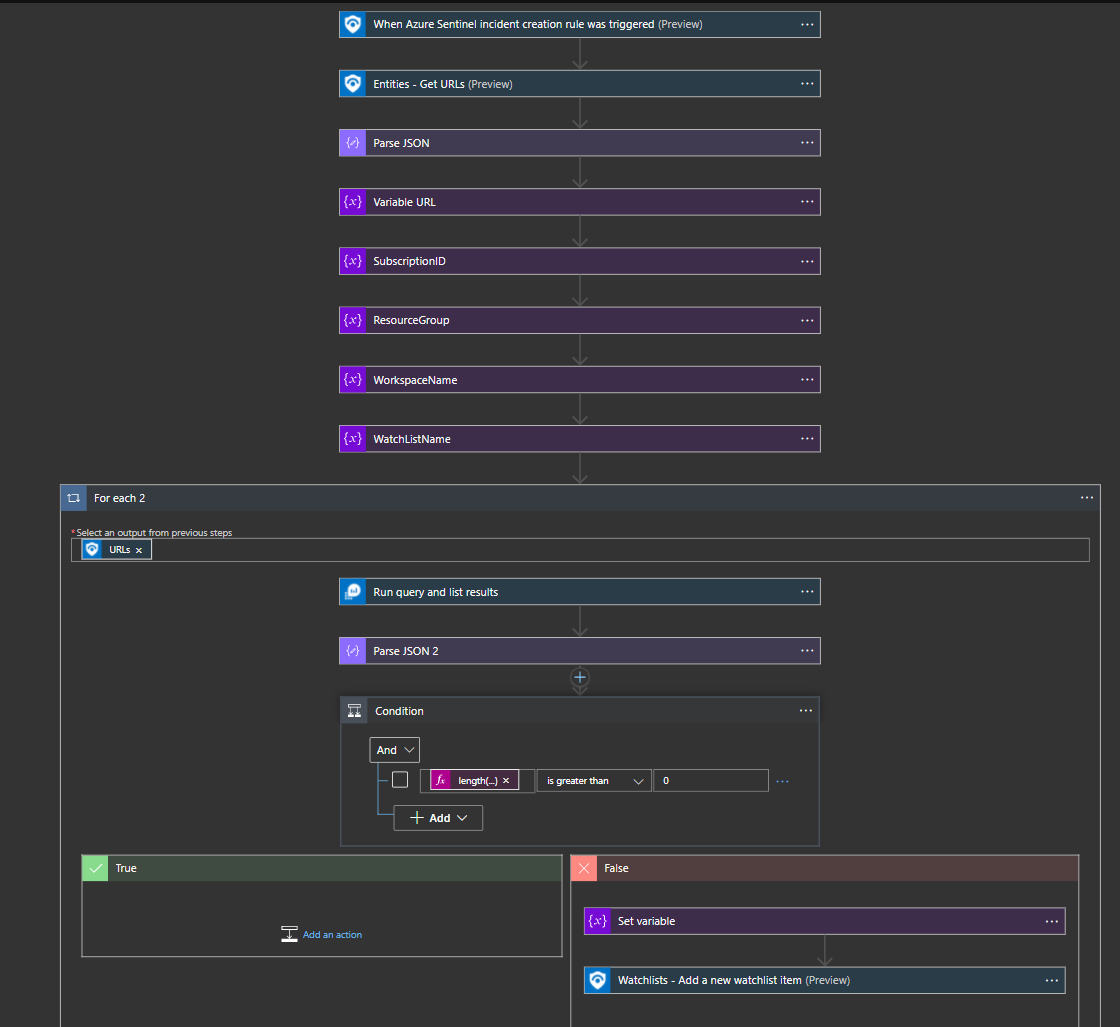 When Azure Sentinel incident creation rule was triggered (Preview)
Entities - Get URLs (Preview)
Parse JSON
{x} Variable URL
{x} SubscriptionID
{x} ResourceGroup
{x} WorkspaceName
{x} WatchListName
For each 2
*Select an output from previous steps
URLs ×
Run query and list results
Parse JSON 2
Condition
And
fx length(...) × is greater than 0
+ Add
True
False
{x} Set variable
Add an action
Watchlists - Add a new watchlist item (Preview)